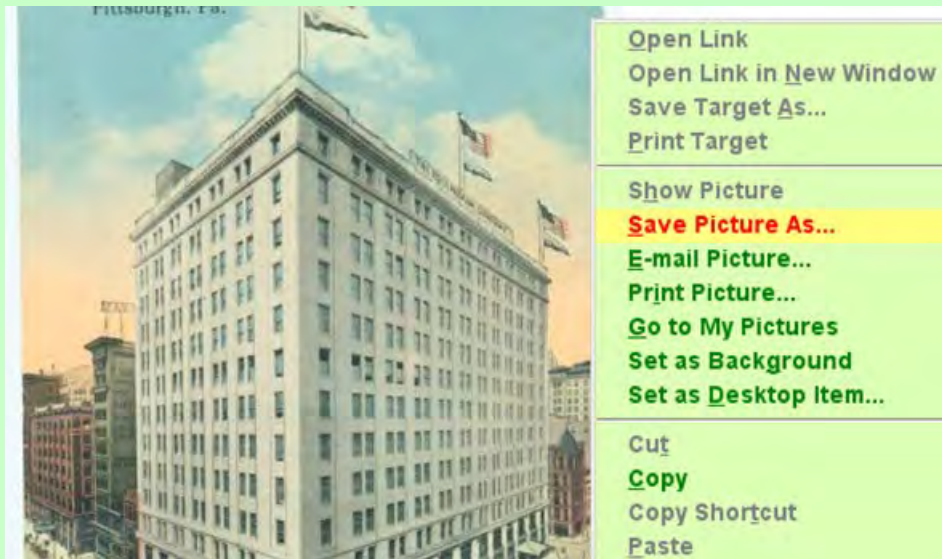 Pittsburgh, Pa.
Open Link
Open Link in New Window
Save Target As...
Print Target
Show Picture
Save Picture As...
E-mail Picture...
Print Picture...
Go to My Pictures
Set as Background
Set as Desktop Item...
Cut
Copy
Copy Shortcut
Paste